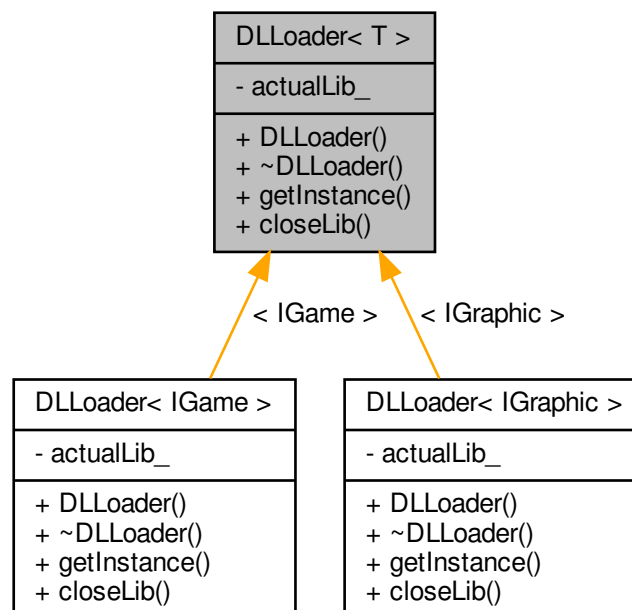 DLLoader< T >
- actualLib_
+ DLLoader()
+ ~DLLoader()
+ getInstance()
+ closeLib()
< IGame >
< IGraphic >
DLLoader< IGame >
- actualLib_
+ DLLoader()
+ ~DLLoader()
+ getInstance()
+ closeLib()
DLLoader< IGraphic >
- actualLib_
+ DLLoader()
+ ~DLLoader()
+ getInstance()
+ closeLib()